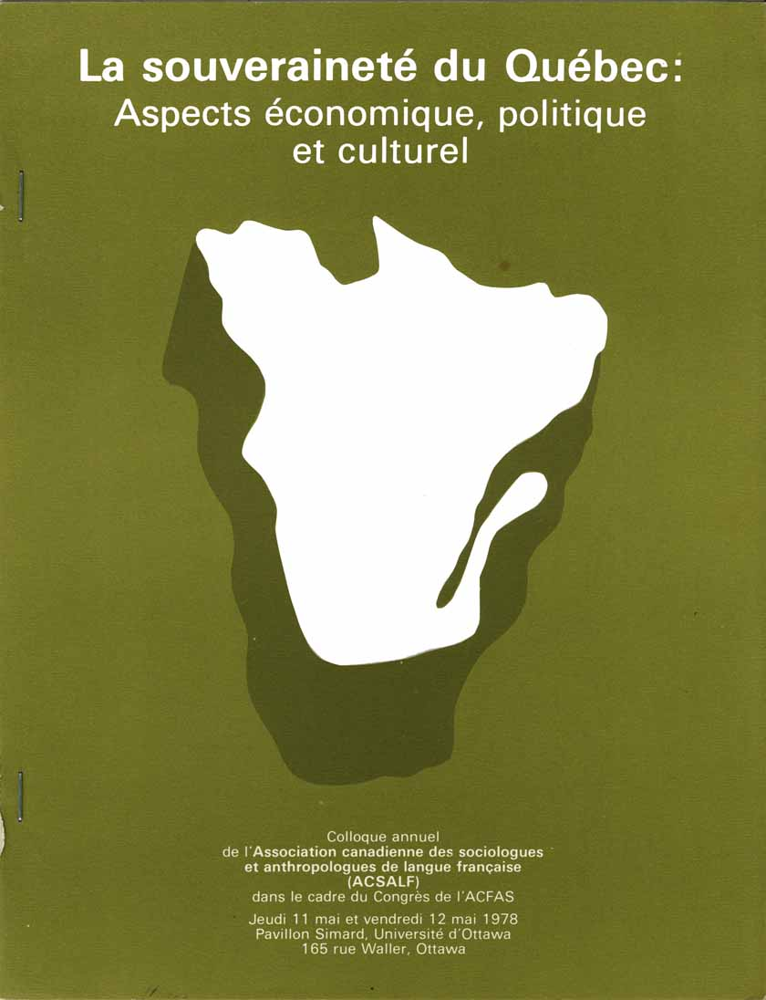 La souveraineté du Québec:
Aspects économique, politique
et culturel
Colloque annuel
de l'Association canadienne des sociologues
et anthropologues de langue française
(ACSALF)
dans le cadre du Congrès de l'ACFAS
Jeudi 11 mai et vendredi 12 mai 1978
Pavillon Simard, Université d'Ottawa
165 rue Waller, Ottawa